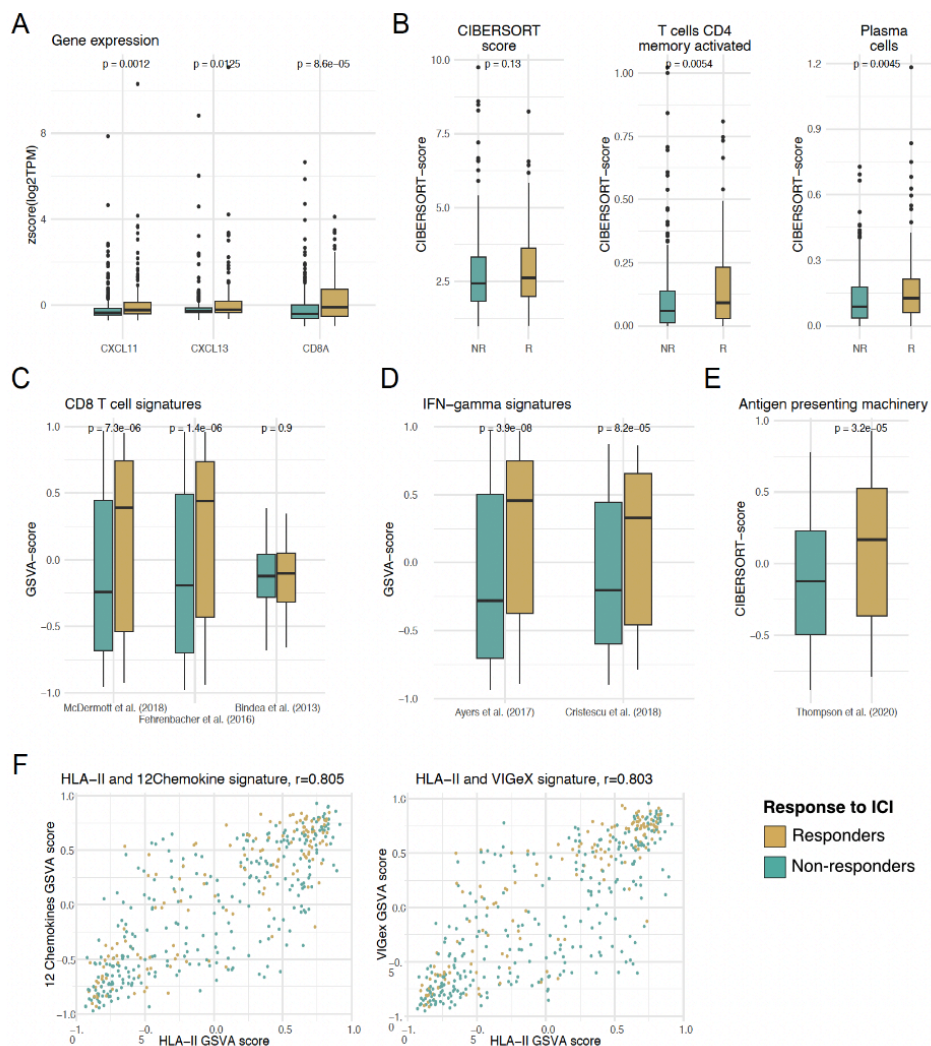 A
Gene expression
p = 0.0012
p = 0.0125
p = 8.6e-05
zscore(log2TPM)
8
4
0
CXCL11
CXCL13
CD8A
B
CIBERSORT
score
p = 0.13
CIBERSORT-score
10.0
7.5
5.0
2.5
NR
R
T cells CD4
memory activated
p = 0.0054
CIBERSORT-score
1.00
0.75
0.50
0.25
0.00
NR
R
Plasma
cells
p = 0.0045
CIBERSORT-score
1.2
0.9
0.6
0.3
0.0
NR
R
C
CD8 T cell signatures
p = 7.3e-06
p = 1.4e-06
p = 0.9
GSVA-score
1.0
0.5
0.0
-0.5
-1.0
McDermott et al. (2018)
Fehrenbacher et al. (2016)
Bindea et al. (2013)
D
IFN-gamma signatures
p = 3.9e-06
p = 8.2e-05
GSVA-score
1.0
0.5
0.0
-0.5
-1.0
Ayers et al. (2017)
Cristescu et al. (2018)
E
Antigen presenting machinery
p = 3.2e-05
CIBERSORT-score
1.0
0.5
0.0
-0.5
Thompson et al. (2020)
F
HLA-II and 12Chemokine signature, r=0.805
12 Chemokines GSVA score
1.0
0.5
0.0
-0.5
-1.0
-1.
0
-0.
5
0.0
0.5
1.0
HLA-II GSVA score
HLA-II and VIGeX signature, r=0.803
VIGex GSVA score
1.
0
0.5
0.0
-0.
5
-1.
0
-1.
0
-0.
5
0.0
0.5
1.0
HLA-II GSVA score
Response to ICI
Responders
Non-responders